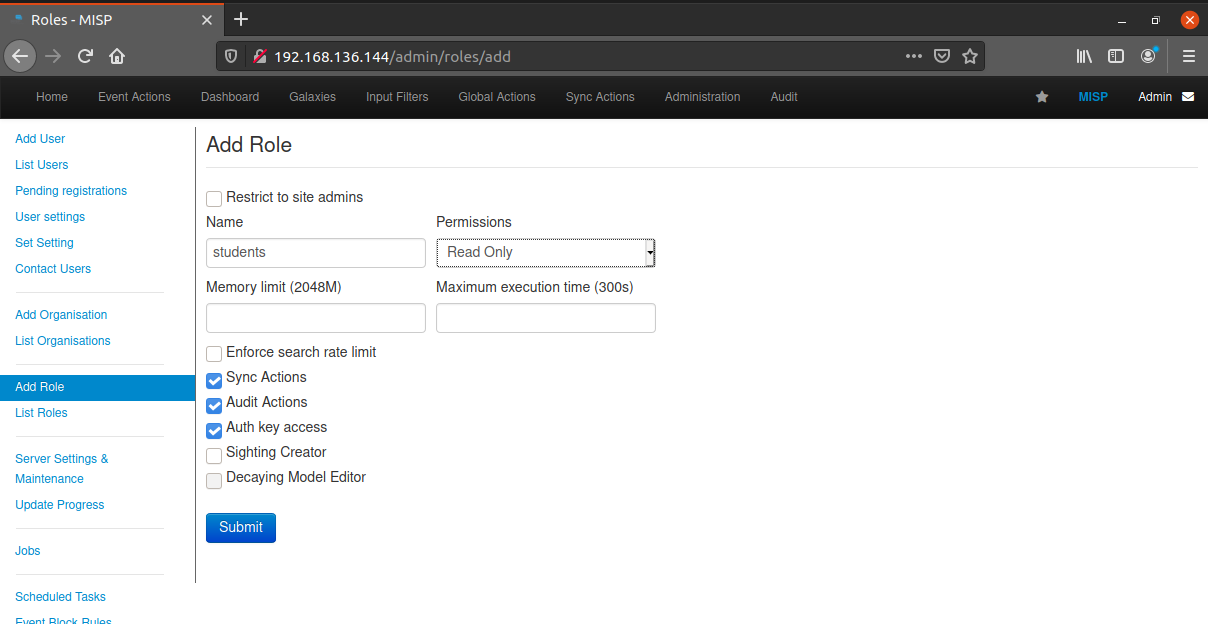 Roles - MISP
192.168.136.144/admin/roles/add
Home Event Actions Dashboard Galaxies Input Filters Global Actions Sync Actions Administration Audit MISP Admin
Add User
List Users
Pending registrations
User settings
Set Setting
Contact Users
Add Organisation
List Organisations
Add Role
List Roles
Server Settings &
Maintenance
Update Progress
Jobs
Scheduled Tasks
Event Block Rules
Add Role
Restrict to site admins
Name Permissions
students Read Only
Memory limit (2048M) Maximum execution time (300s)
Enforce search rate limit
Sync Actions
Audit Actions
Auth key access
Sighting Creator
Decaying Model Editor
Submit